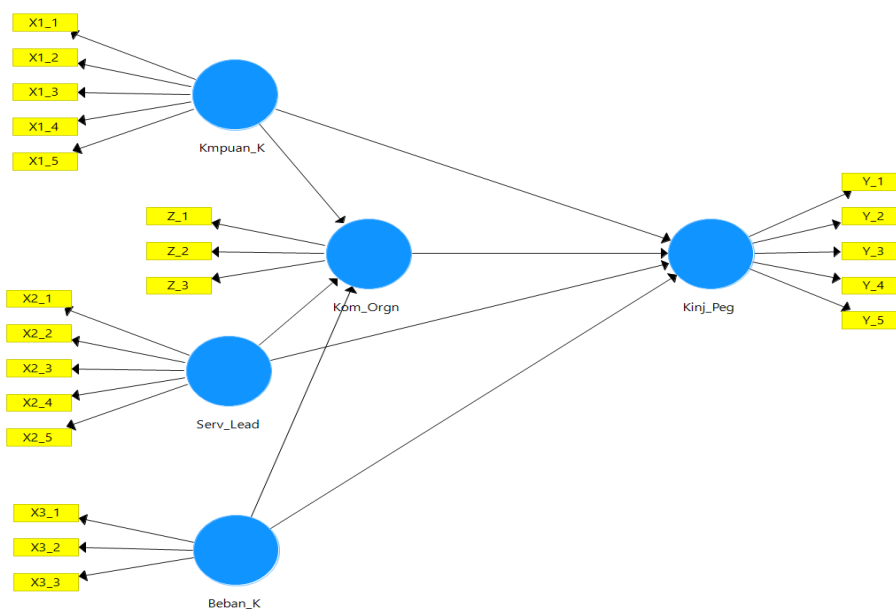 X1_1
X1_2
X1_3
X1_4
X1_5
Kmpuan_K
Z_1
Z_2
Z_3
Kom_Orgn
X2_1
X2_2
X2_3
X2_4
X2_5
Serv_Lead
X3_1
X3_2
X3_3
Beban_K
Kinj_Peg
Y_1
Y_2
Y_3
Y_4
Y_5